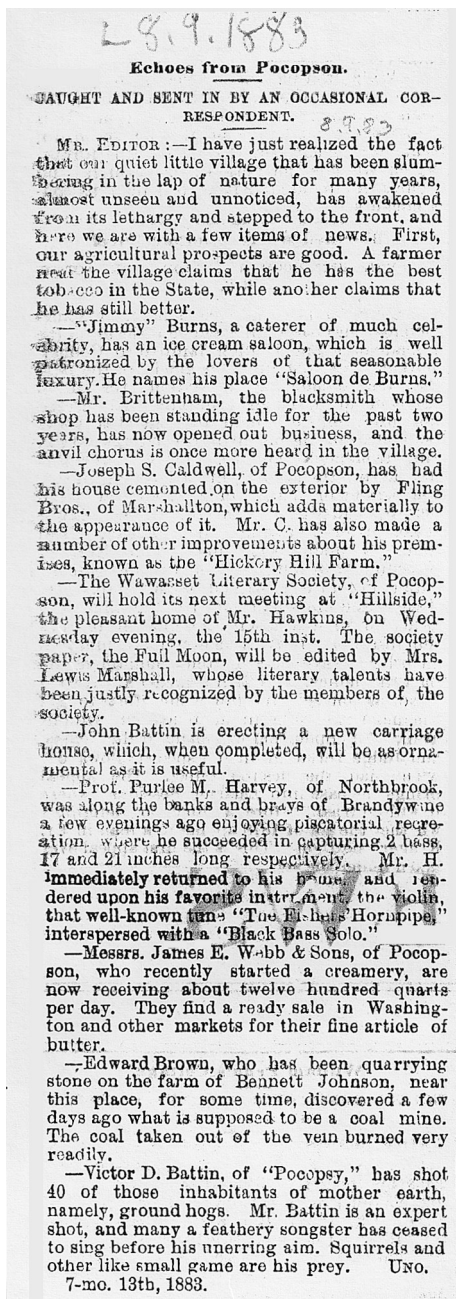 L 8.9.1883
Echoes from Pocopson.
CAUGHT AND SENT IN BY AN OCCASIONAL COR-
RESPONDENT.
8.9.83
MR. EDITOR :—I have just realized the fact
that our quiet little village that has been slum-
bering in the lap of nature for many years,
almost unseen and unnoticed, has awakened
from its lethargy and stepped to the front, and
here we are with a few items of news. First,
our agricultural prospects are good. A farmer
near the village claims that he has the best
tobacco in the State, while another claims that
he has still better.
—"Jimmy" Burns, a caterer of much cel-
ebrity, has an ice cream saloon, which is well
patronized by the lovers of that seasonable
luxury. He names his place "Saloon de Burns."
—Mr. Brittenham, the blacksmith whose
shop has been standing idle for the past two
years, has now opened out business, and the
anvil chorus is once more heard in the village.
—Joseph S. Caldwell, of Pocopson, has had
his house cemented on the exterior by Fling
Bros., of Marshallton, which adds materially to
the appearance of it. Mr. C. has also made a
number of other improvements about his prem-
ises, known as the "Hickory Hill Farm."
—The Wawasset Literary Society, of Pocop-
son, will hold its next meeting at "Hillside,"
the pleasant home of Mr. Hawkins, on Wed-
nesday evening, the 15th inst. The society
paper, the Full Moon, will be edited by Mrs.
Lewis Marshall, whose literary talents have
been justly recognized by the members of the
society.
—John Battin is erecting a new carriage
house, which, when completed, will be as orna-
mental as it is useful.
—Prof. Purlee M. Harvey, of Northbrook,
was along the banks and brays of Brandywine
a few evenings ago enjoying piscatorial recre-
ation, where he succeeded in capturing 2 bass,
17 and 21 inches long respectively. Mr. H.
immediately returned to his home, and ren-
dered upon his favorite instrument, the violin,
that well-known tune "The Fishers' Hornpipe,"
interspersed with a "Black Bass Solo."
—Messrs. James E. Webb & Sons, of Pocop-
son, who recently started a creamery, are
now receiving about twelve hundred quarts
per day. They find a ready sale in Washing-
ton and other markets for their fine article of
butter.
—Edward Brown, who has been quarrying
stone on the farm of Bennett Johnson, near
this place, for some time, discovered a few
days ago what is supposed to be a coal mine.
The coal taken out of the vein burned very
readily.
—Victor D. Battin, of "Pocopsy," has shot
40 of those inhabitants of mother earth,
namely, ground hogs. Mr. Battin is an expert
shot, and many a feathery songster has ceased
to sing before his unerring aim. Squirrels and
other like small game are his prey. UNO.
7-mo. 13th, 1883.